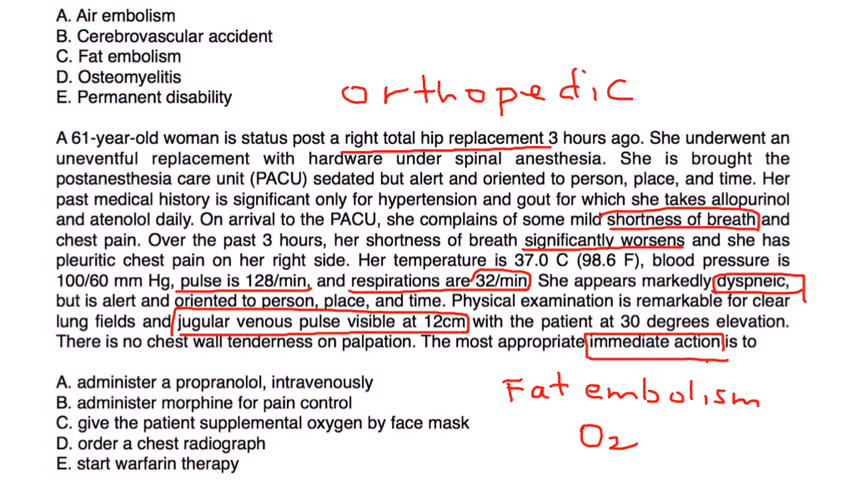 A. Air embolism
B. Cerebrovascular accident
C. Fat embolism
D. Osteomyelitis
E. Permanent disability
orthopedic
A 61-year-old woman is status post a right total hip replacement 3 hours ago. She underwent an
uneventful replacement with hardware under spinal anesthesia. She is brought the
postanesthesia care unit (PACU) sedated but alert and oriented to person, place, and time. Her
past medical history is significant only for hypertension and gout for which she takes allopurinol
and atenolol daily. On arrival to the PACU, she complains of some mild shortness of breath and
chest pain. Over the past 3 hours, her shortness of breath significantly worsens and she has
pleuritic chest pain on her right side. Her temperature is 37.0 C (98.6 F), blood pressure is
100/60 mm Hg, pulse is 128/min, and respirations are 32/min. She appears markedly dyspneic,
but is alert and oriented to person, place, and time. Physical examination is remarkable for clear
lung fields and jugular venous pulse visible at 12cm with the patient at 30 degrees elevation.
There is no chest wall tenderness on palpation. The most appropriate immediate action is to
A. administer a propranolol, intravenously
B. administer morphine for pain control
C. give the patient supplemental oxygen by face mask
D. order a chest radiograph
E. start warfarin therapy
Fat embolism
O2